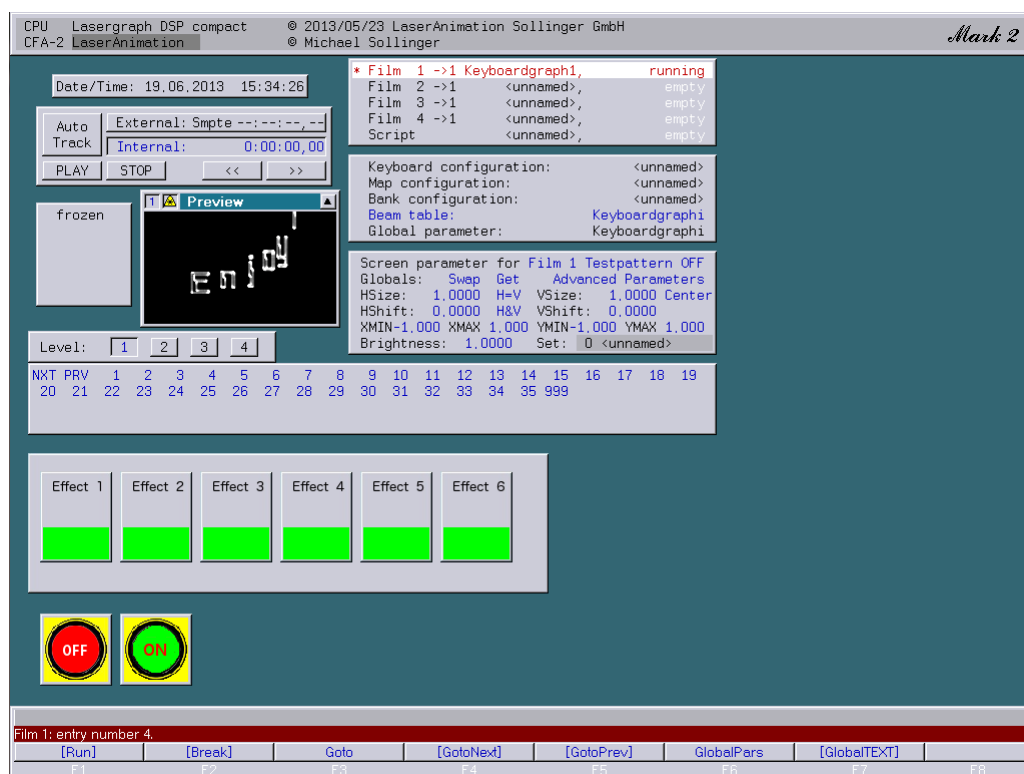 CPU Lasergraph DSP compact © 2013/05/23 LaserAnimation Sollinger GmbH
CFA-2 LaserAnimation © Michael Sollinger
Mark 2
Date/Time: 19.06.2013 15:34:26
Auto Track
External: Smpte --:--:--,--
Internal: 0:00:00,00
PLAY STOP << >>
frozen
1 Preview
Enjoy
* Film 1 ->1 Keyboardgraph1, running
Film 2 ->1 <unnamed>, empty
Film 3 ->1 <unnamed>, empty
Film 4 ->1 <unnamed>, empty
Script <unnamed>, empty
Keyboard configuration: <unnamed>
Map configuration: <unnamed>
Bank configuration: <unnamed>
Beam table: Keyboardgraphi
Global parameter: Keyboardgraphi
Screen parameter for Film 1 Testpattern OFF
Globals: Swap Get Advanced Parameters
HSize: 1.0000 H=V VSize: 1.0000 Center
HShift: 0.0000 H&V VShift: 0.0000
XMIN-1.000 XMAX 1.000 YMIN-1.000 YMAX 1.000
Brightness: 1.0000 Set: 0 <unnamed>
Level: 1 2 3 4
NXT PRV 1 2 3 4 5 6 7 8 9 10 11 12 13 14 15 16 17 18 19
20 21 22 23 24 25 26 27 28 29 30 31 32 33 34 35 999
Effect 1 Effect 2 Effect 3 Effect 4 Effect 5 Effect 6
OFF ON
Film 1: entry number 4.
[Run] [Break] Goto [GotoNext] [GotoPrev] GlobalPars [GlobalTEXT]
F1 F2 F3 F4 F5 F6 F7 F8